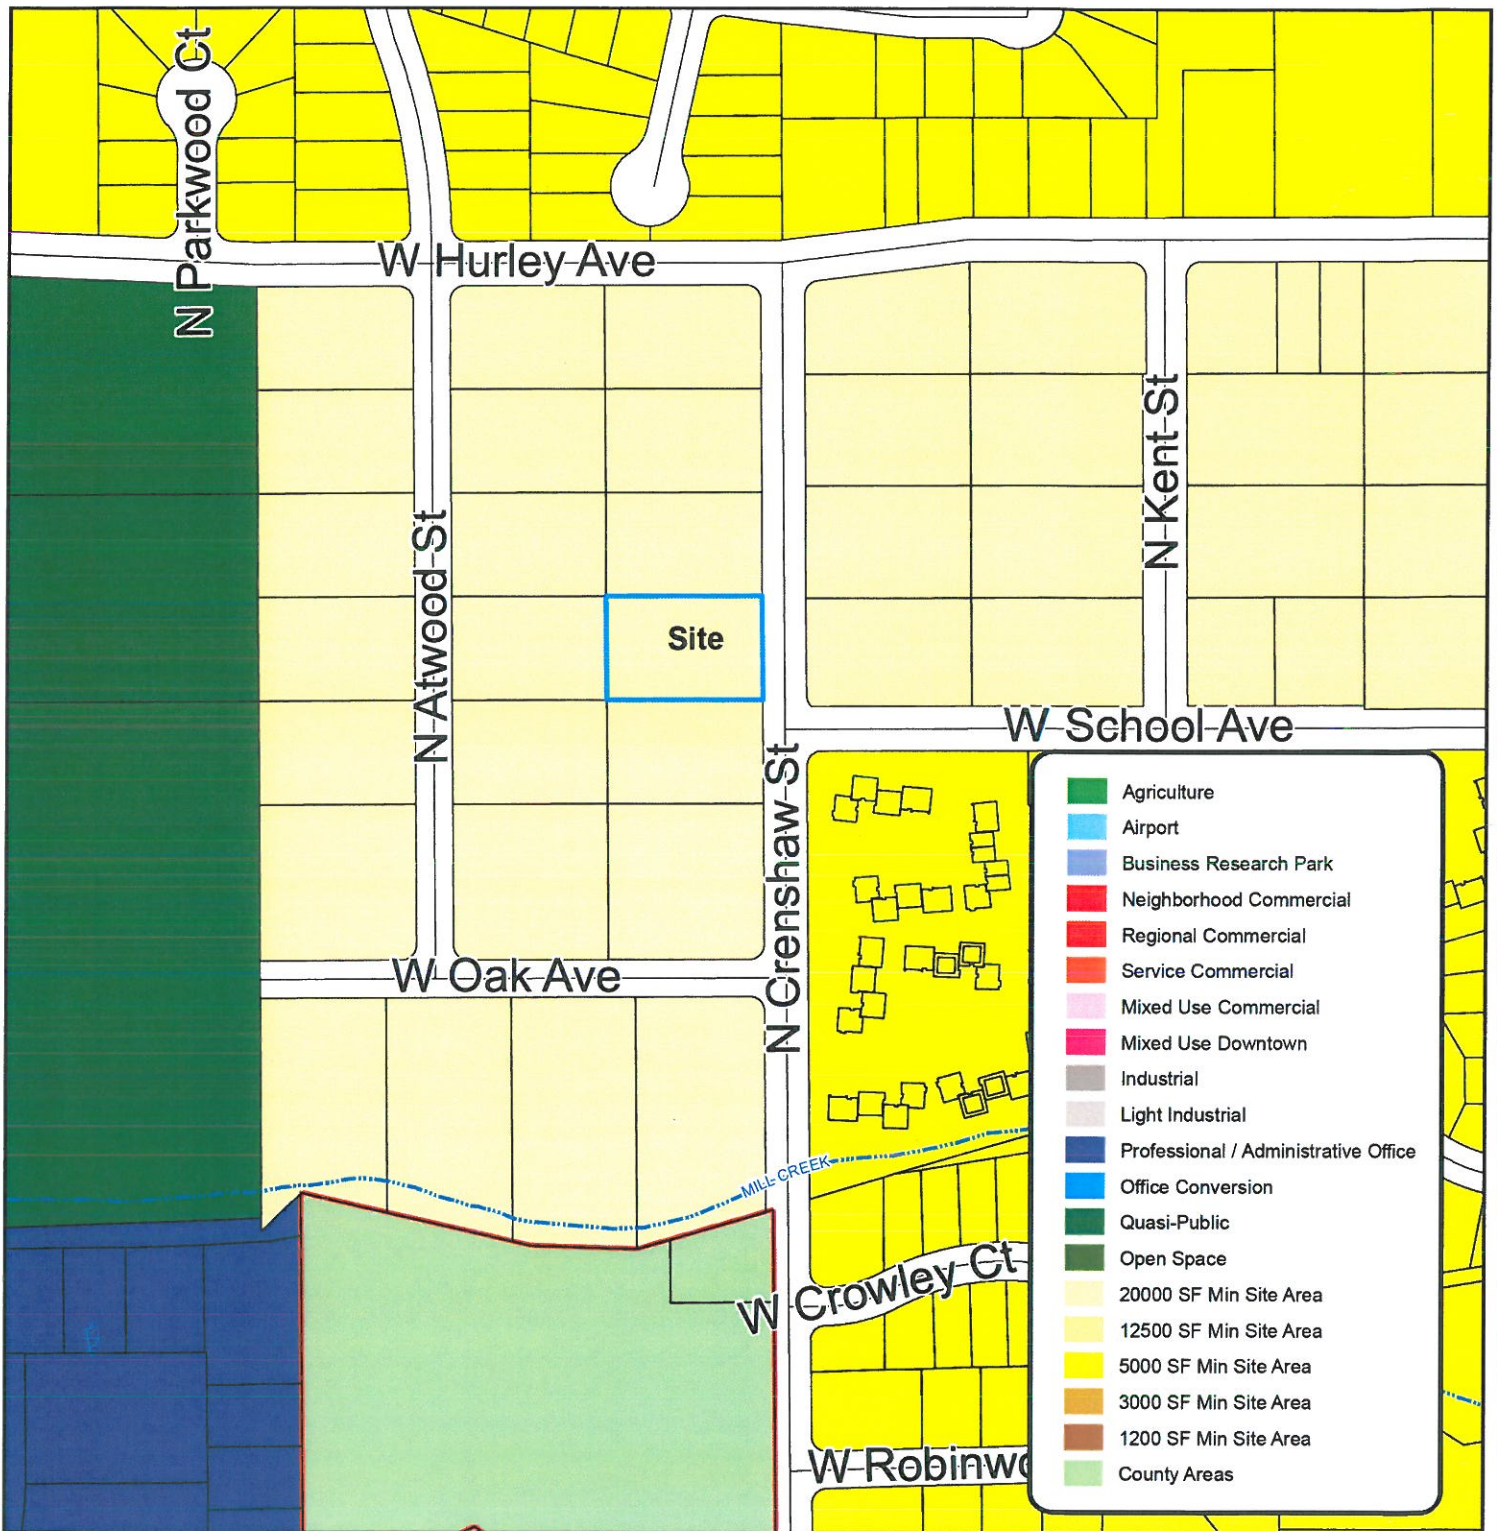 N Parkwood Ct
W Hurley Ave
N Atwood St
N Kent St
Site
W School Ave
N Crenshaw St
W Oak Ave
MILL CREEK
W Crowley Ct
W Robinwo
Agriculture
Airport
Business Research Park
Neighborhood Commercial
Regional Commercial
Service Commercial
Mixed Use Commercial
Mixed Use Downtown
Industrial
Light Industrial
Professional / Administrative Office
Office Conversion
Quasi-Public
Open Space
20000 SF Min Site Area
12500 SF Min Site Area
5000 SF Min Site Area
3000 SF Min Site Area
1200 SF Min Site Area
County Areas